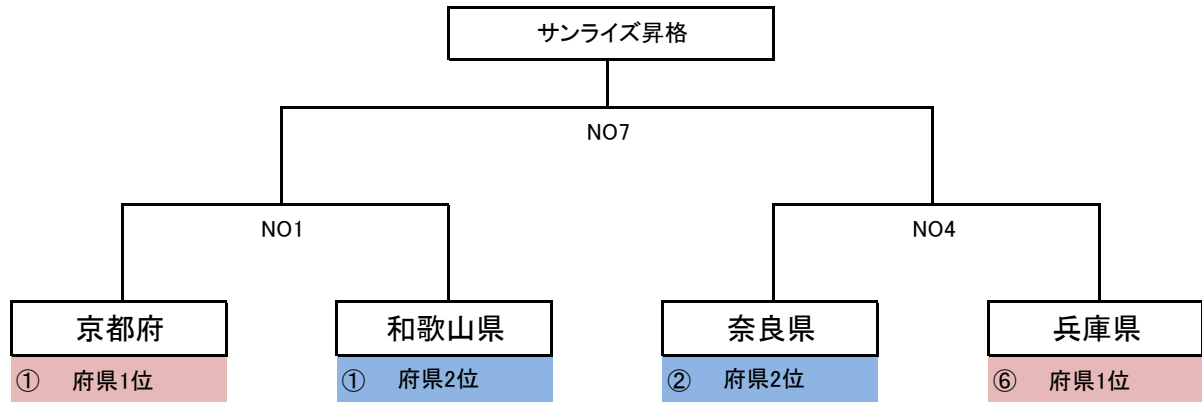 サンライズ昇格
NO7
NO1
NO4
京都府
和歌山県
奈良県
兵庫県
① 府県1位
① 府県2位
② 府県2位
⑥ 府県1位